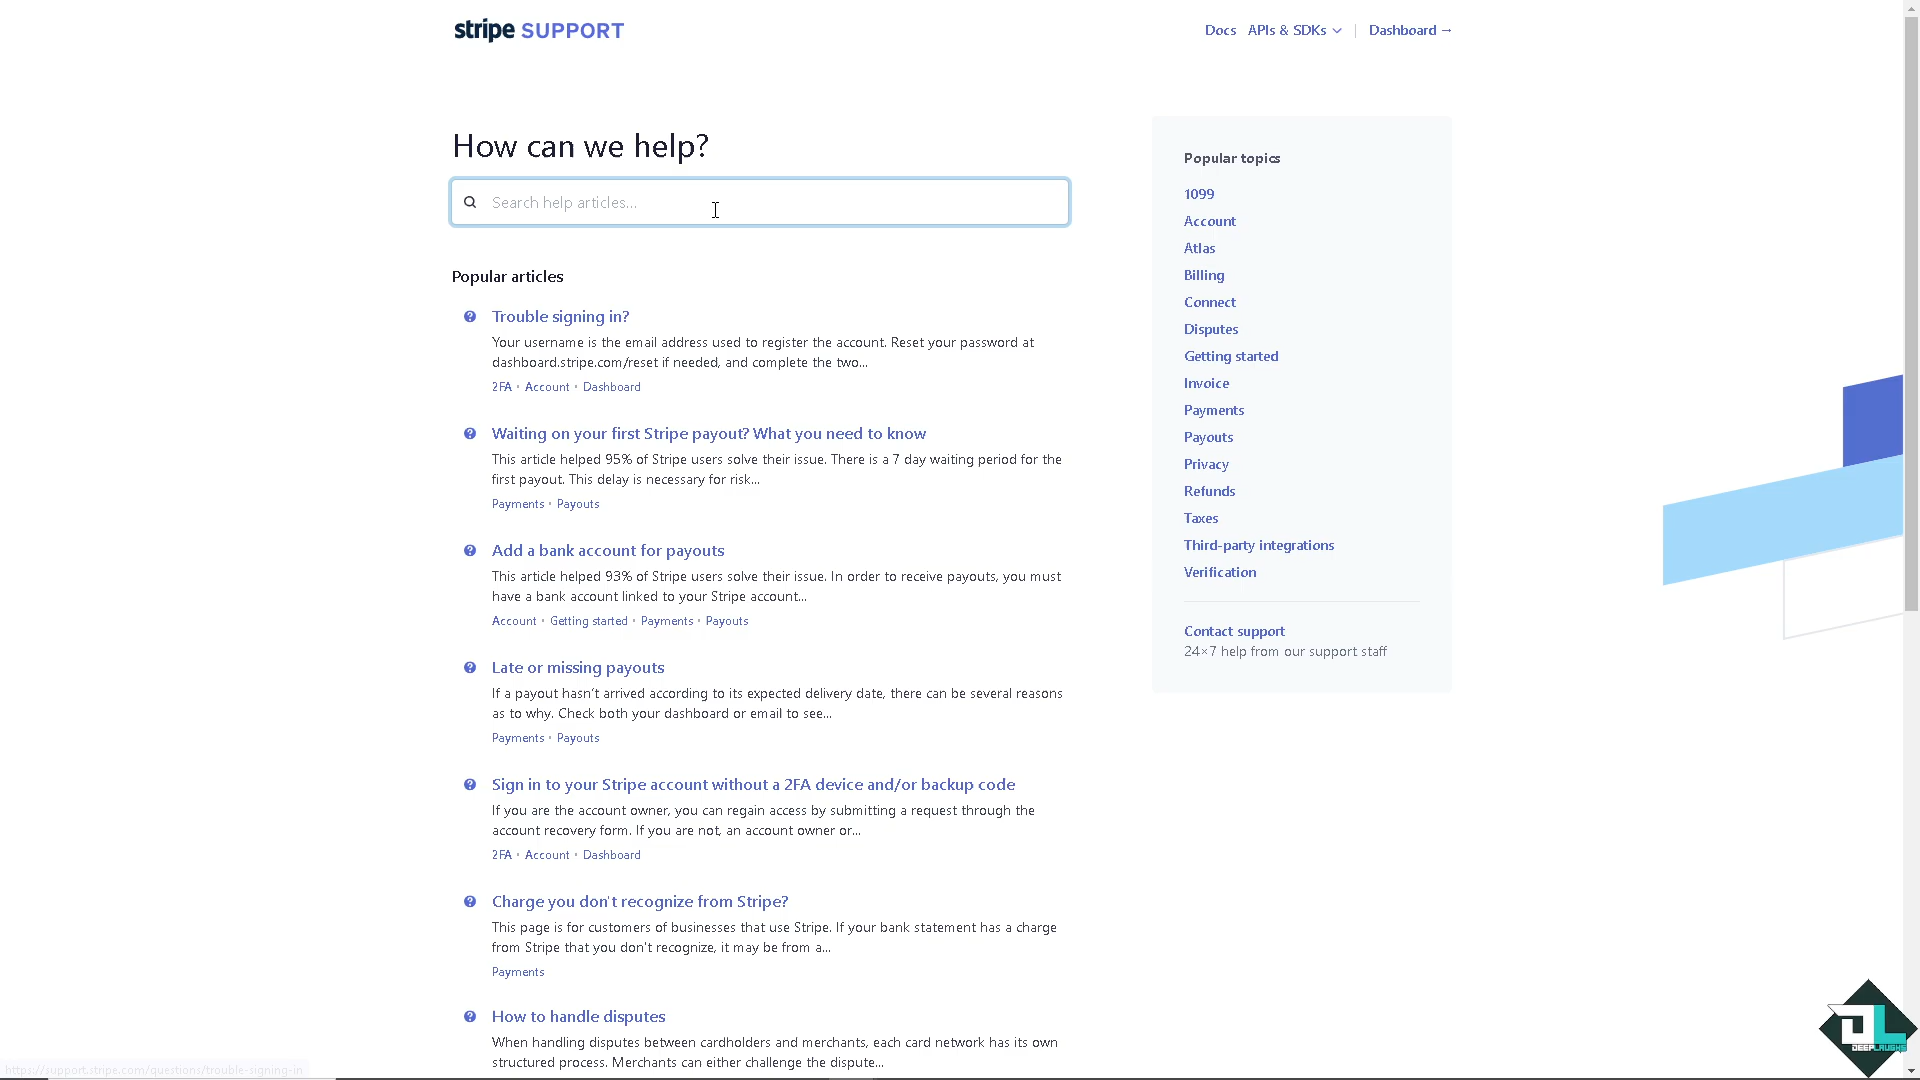 stripe SUPPORT
Docs APIs & SDKs Dashboard →
How can we help?
Search help articles...
Popular articles
Trouble signing in?
Your username is the email address used to register the account. Reset your password at
dashboard.stripe.com/reset if needed, and complete the two...
2FA • Account • Dashboard
Waiting on your first Stripe payout? What you need to know
This article helped 95% of Stripe users solve their issue. There is a 7 day waiting period for the
first payout. This delay is necessary for risk...
Payments • Payouts
Add a bank account for payouts
This article helped 93% of Stripe users solve their issue. In order to receive payouts, you must
have a bank account linked to your Stripe account...
Account • Getting started • Payments • Payouts
Late or missing payouts
If a payout hasn't arrived according to its expected delivery date, there can be several reasons
as to why. Check both your dashboard or email to see...
Payments • Payouts
Sign in to your Stripe account without a 2FA device and/or backup code
If you are the account owner, you can regain access by submitting a request through the
account recovery form. If you are not, an account owner or...
2FA • Account • Dashboard
Charge you don't recognize from Stripe?
This page is for customers of businesses that use Stripe. If your bank statement has a charge
from Stripe that you don't recognize, it may be from a...
Payments
How to handle disputes
When handling disputes between cardholders and merchants, each card network has its own
structured process. Merchants can either challenge the dispute...
Popular topics
1099
Account
Atlas
Billing
Connect
Disputes
Getting started
Invoice
Payments
Payouts
Privacy
Refunds
Taxes
Third-party integrations
Verification
Contact support
24×7 help from our support staff
https://support.stripe.com/questions/trouble-signing-in
DL
DEEPLAUGHS